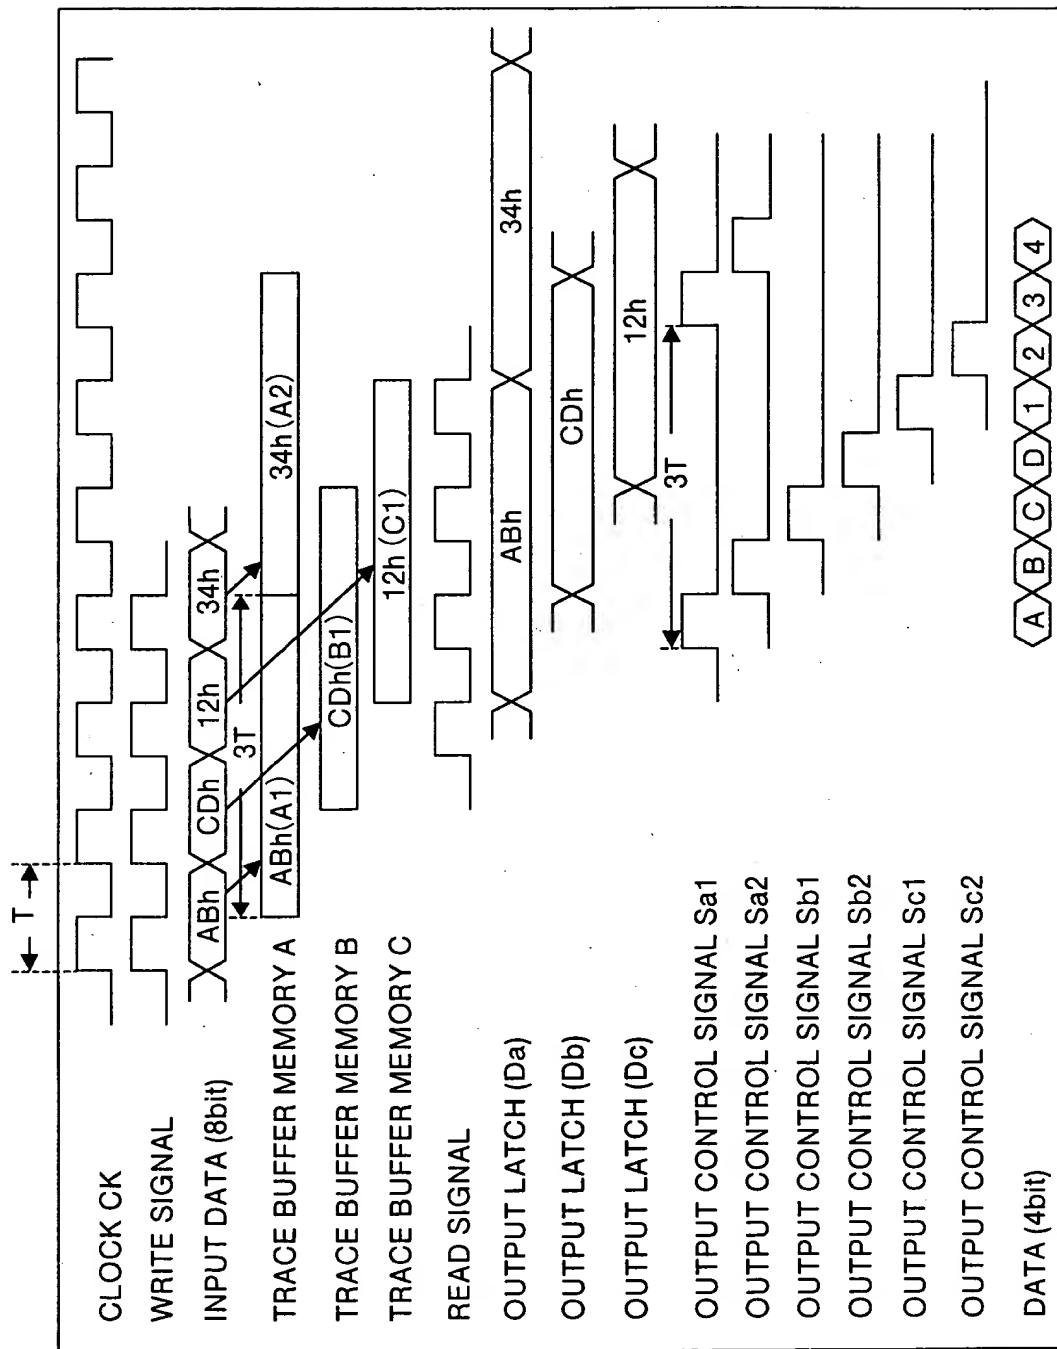 T
CLOCK CK
WRITE SIGNAL
INPUT DATA (8bit)
ABh CDh 12h 34h
3T
TRACE BUFFER MEMORY A
ABh(A1) 34h(A2)
TRACE BUFFER MEMORY B
CDh(B1)
TRACE BUFFER MEMORY C
12h(C1)
READ SIGNAL
OUTPUT LATCH (Da)
ABh 34h
OUTPUT LATCH (Db)
CDh
OUTPUT LATCH (Dc)
12h
3T
OUTPUT CONTROL SIGNAL Sa1
OUTPUT CONTROL SIGNAL Sa2
OUTPUT CONTROL SIGNAL Sb1
OUTPUT CONTROL SIGNAL Sb2
OUTPUT CONTROL SIGNAL Sc1
OUTPUT CONTROL SIGNAL Sc2
DATA (4bit)
A B C D 1 2 3 4